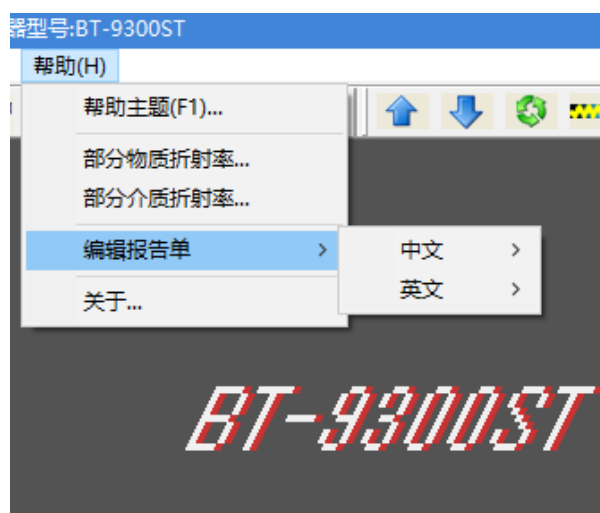 器型号:BT-9300ST
帮助(H)
帮助主题(F1)...
部分物质折射率...
部分介质折射率...
编辑报告单 >
中文 >
英文 >
关于...
BT-9300ST